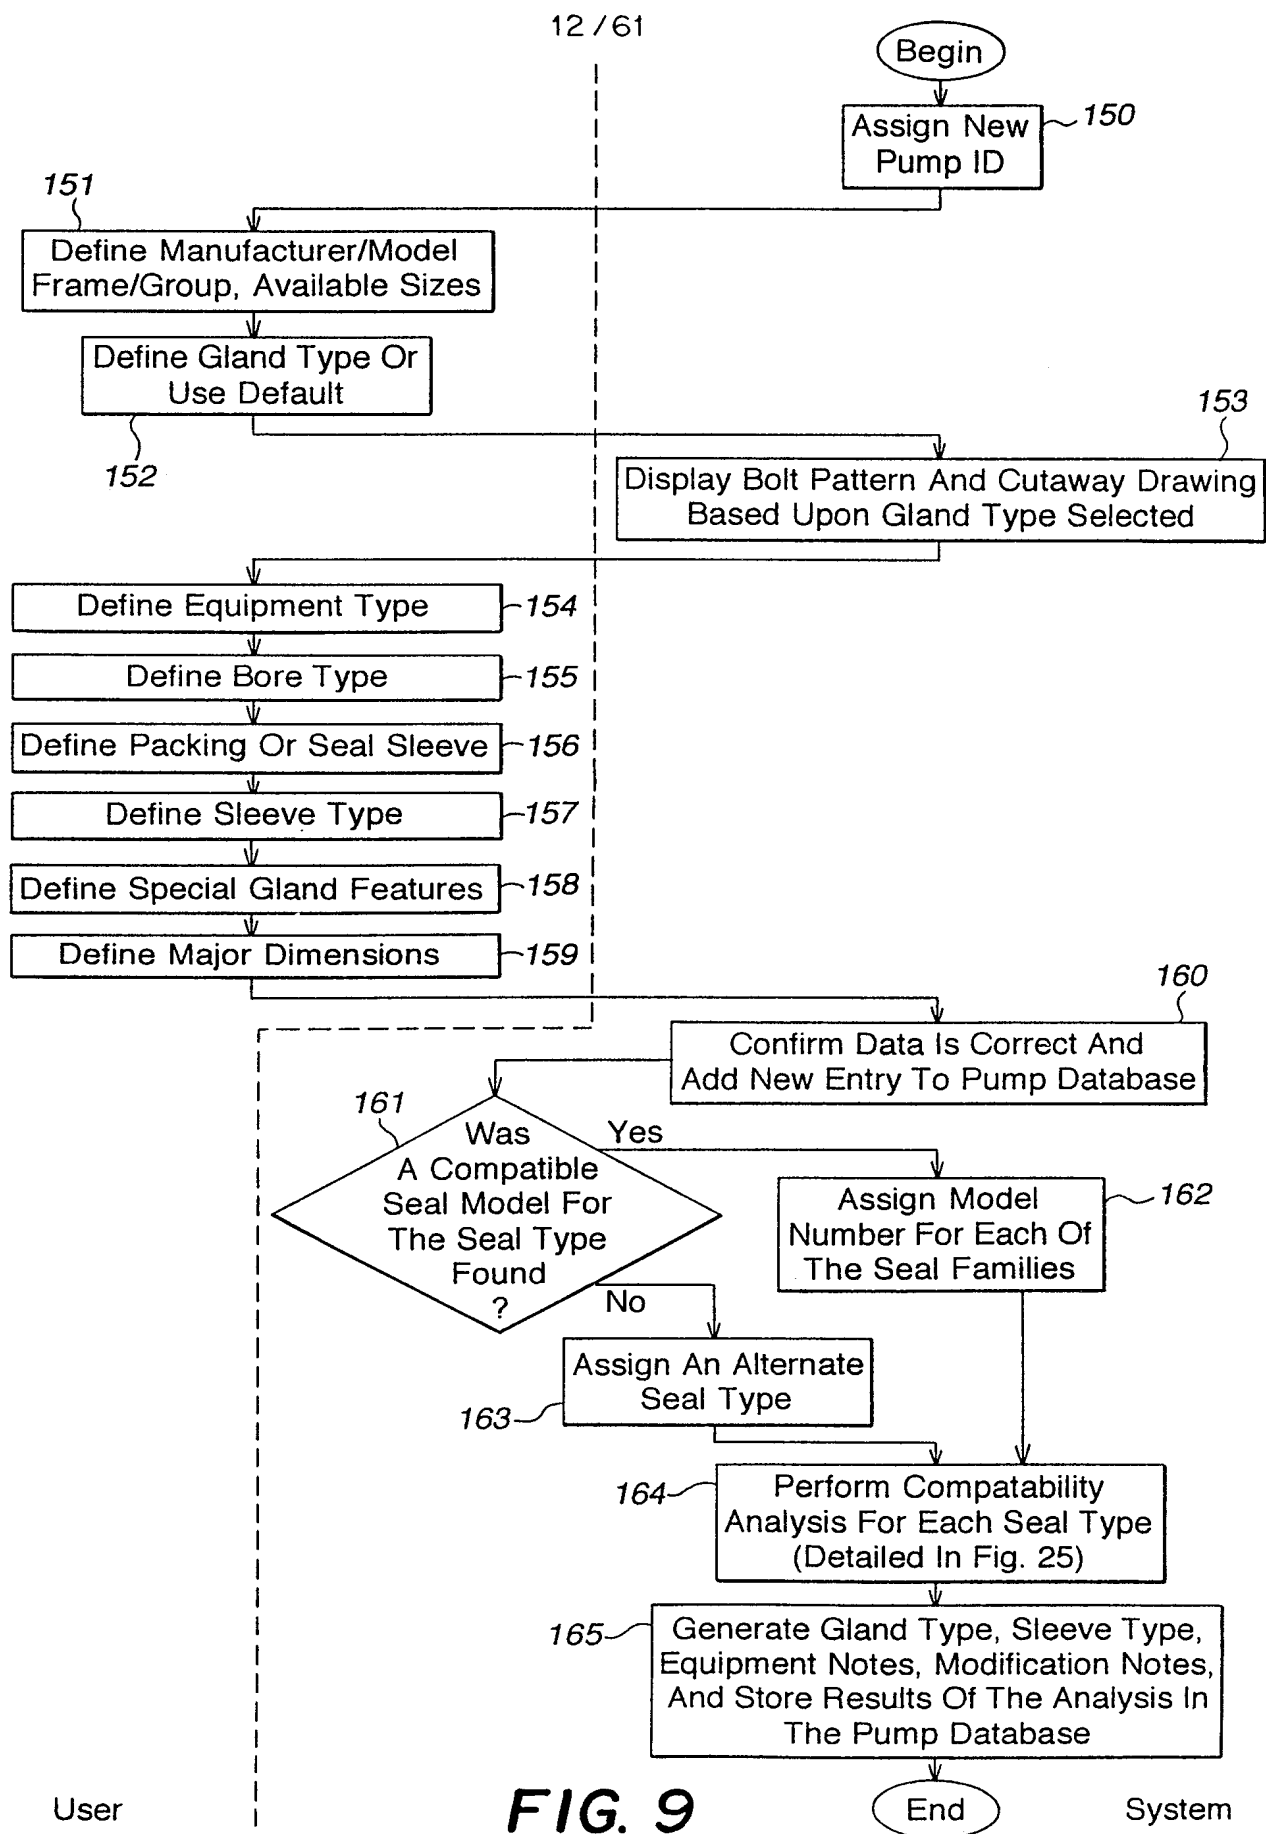 12/61
Begin
Assign New
Pump ID
150
151
Define Manufacturer/Model
Frame/Group, Available Sizes
Define Gland Type Or
Use Default
152
153
Display Bolt Pattern And Cutaway Drawing
Based Upon Gland Type Selected
Define Equipment Type
154
Define Bore Type
155
Define Packing Or Seal Sleeve
156
Define Sleeve Type
157
Define Special Gland Features
158
Define Major Dimensions
159
160
Confirm Data Is Correct And
Add New Entry To Pump Database
161
Was
A Compatible
Seal Model For
The Seal Type
Found
?
Yes
Assign Model
Number For Each Of
The Seal Families
162
No
Assign An Alternate
Seal Type
163
Perform Compatability
Analysis For Each Seal Type
(Detailed In Fig. 25)
164
165
Generate Gland Type, Sleeve Type,
Equipment Notes, Modification Notes,
And Store Results Of The Analysis In
The Pump Database
User
FIG. 9
End
System